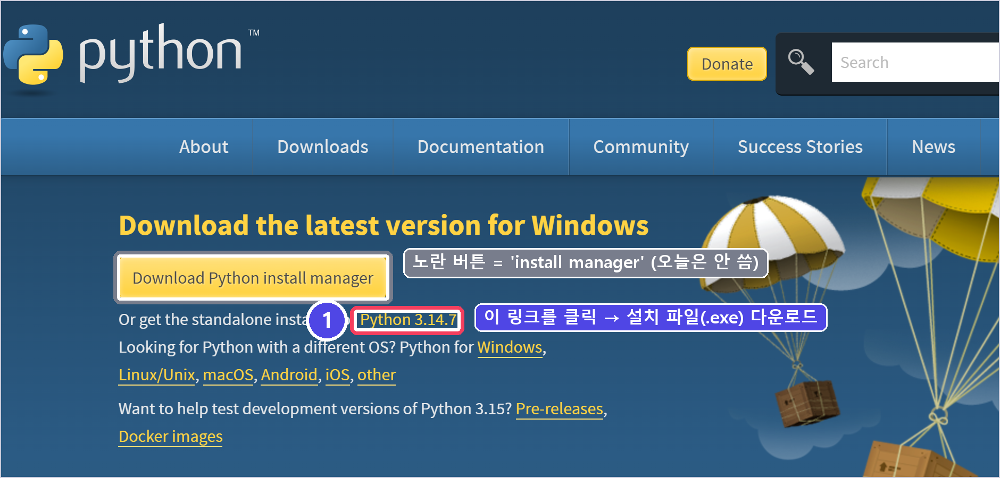 python™
Donate
Search
About
Downloads
Documentation
Community
Success Stories
News
Download the latest version for Windows
Download Python install manager
노란 버튼 = 'install manager' (오늘은 안 씀)
Or get the standalone
1
Python 3.14.7
이 링크를 클릭 → 설치 파일(.exe) 다운로드
Looking for Python with a different OS? Python for Windows,
Linux/Unix, macOS, Android, iOS, other
Want to help test development versions of Python 3.15? Pre-releases,
Docker images